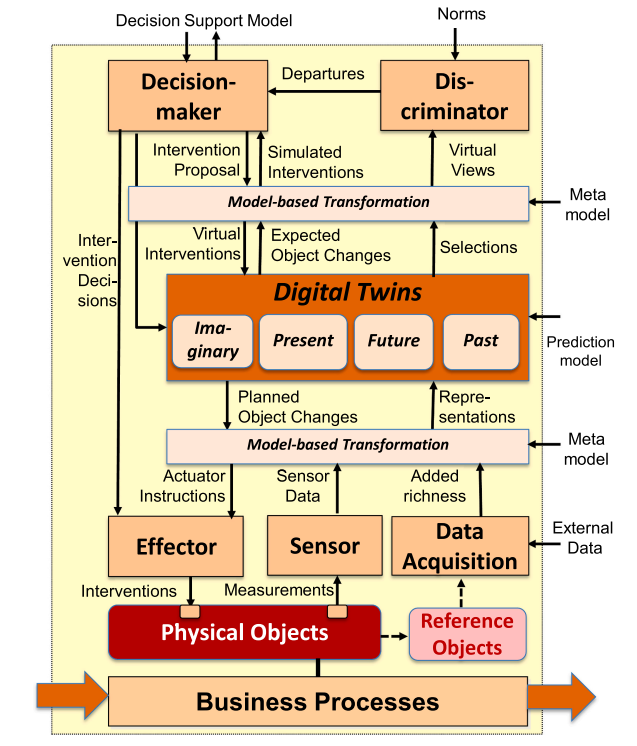 Decision Support Model
Norms
Decision-
maker
Departures
Dis-
criminator
Intervention
Proposal
Simulated
Interventions
Virtual
Views
Model-based Transformation
Meta
model
Inter-
vention
Deci-
sions
Virtual
Interventions
Expected
Object Changes
Selections
Digital Twins
Ima-
ginary
Present
Future
Past
Prediction
model
Planned
Object Changes
Repre-
sentations
Model-based Transformation
Meta
model
Actuator
Instructions
Sensor
Data
Added
richness
Effector
Sensor
Data
Acquisition
External
Data
Interventions
Measurements
Physical Objects
Reference
Objects
Business Processes